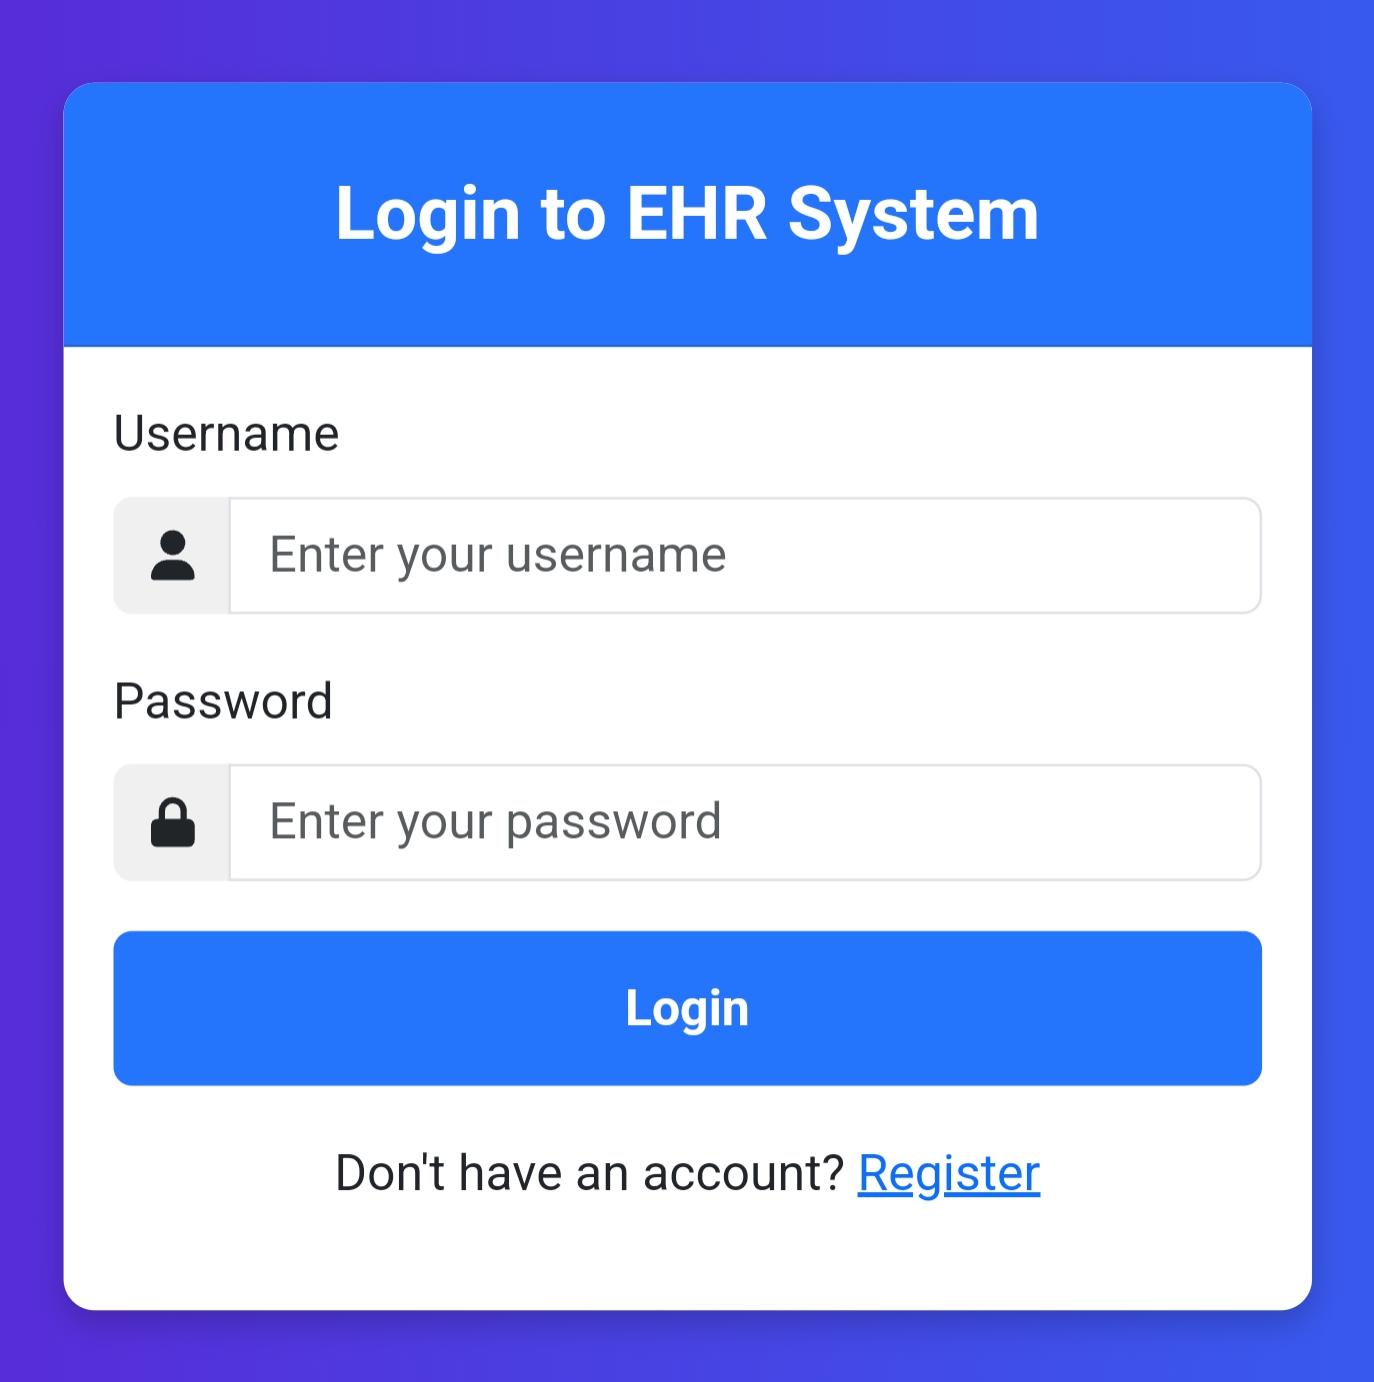 Login to EHR System
Username
Enter your username
Password
Enter your password
Login
Don't have an account? Register